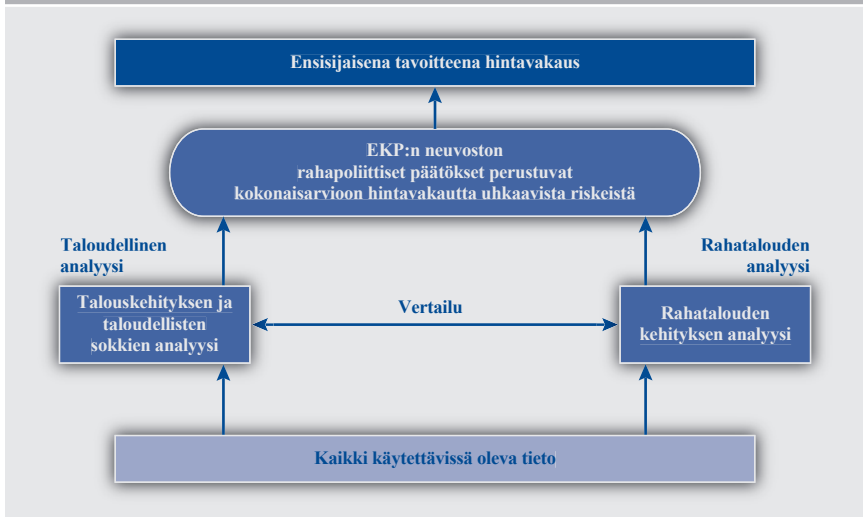 Ensisijaisena tavoitteena hintavakaus
EKP:n neuvoston
rahapoliittiset päätökset perustuvat
kokonaisarvioon hintavakautta uhkaavista riskeistä
Taloudellinen
analyysi
Rahatalouden
analyysi
Talouskehityksen ja
taloudellisten
sokkien analyysi
Vertailu
Rahatalouden
kehityksen analyysi
Kaikki käytettävissä oleva tieto